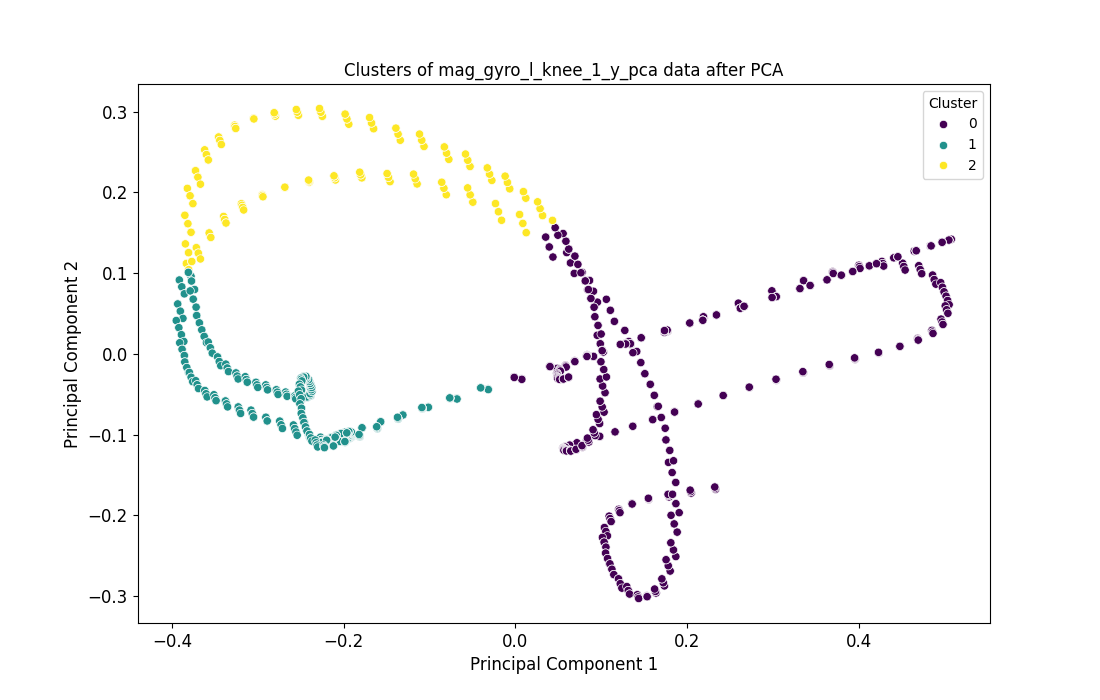 Clusters of mag_gyro_l_knee_1_y_pca data after PCA
Cluster
0
1
2
Principal Component 2
0.3
0.2
0.1
0.0
−0.1
−0.2
−0.3
−0.4 −0.2 0.0 0.2 0.4
Principal Component 1